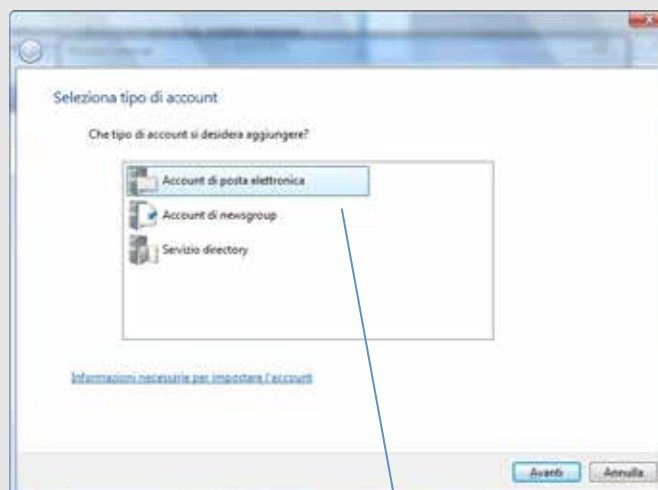 Seleziona tipo di account
Che tipo di account si desidera aggiungere?
Account di posta elettronica
Account di newsgroup
Servizio directory
Informazioni necessarie per impostare l'account
Avanti
Annulla